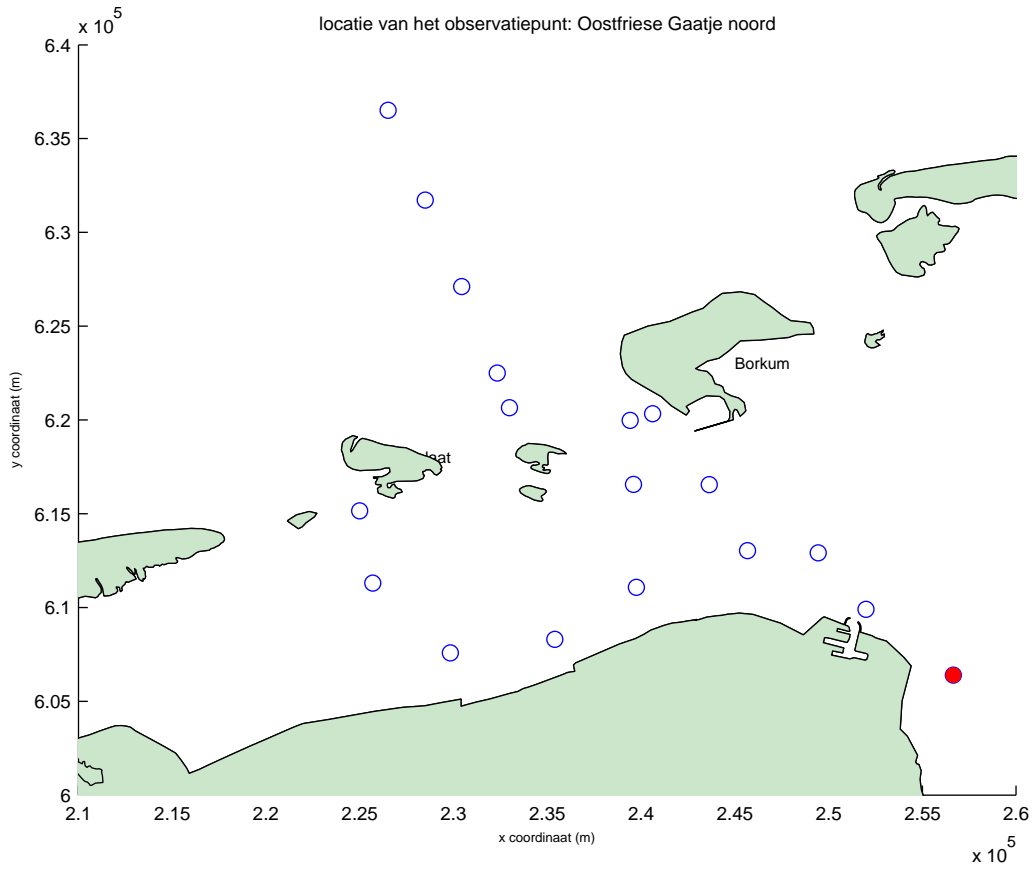 x 10^5
locatie van het observatiepunt: Oostfriese Gaatje noord
6.4
6.35
6.3
6.25
6.2
6.15
6.1
6.05
6
y coordinaat (m)
Borkum
laat
2.1 2.15 2.2 2.25 2.3 2.35 2.4 2.45 2.5 2.55 2.6
x coordinaat (m)
x 10^5